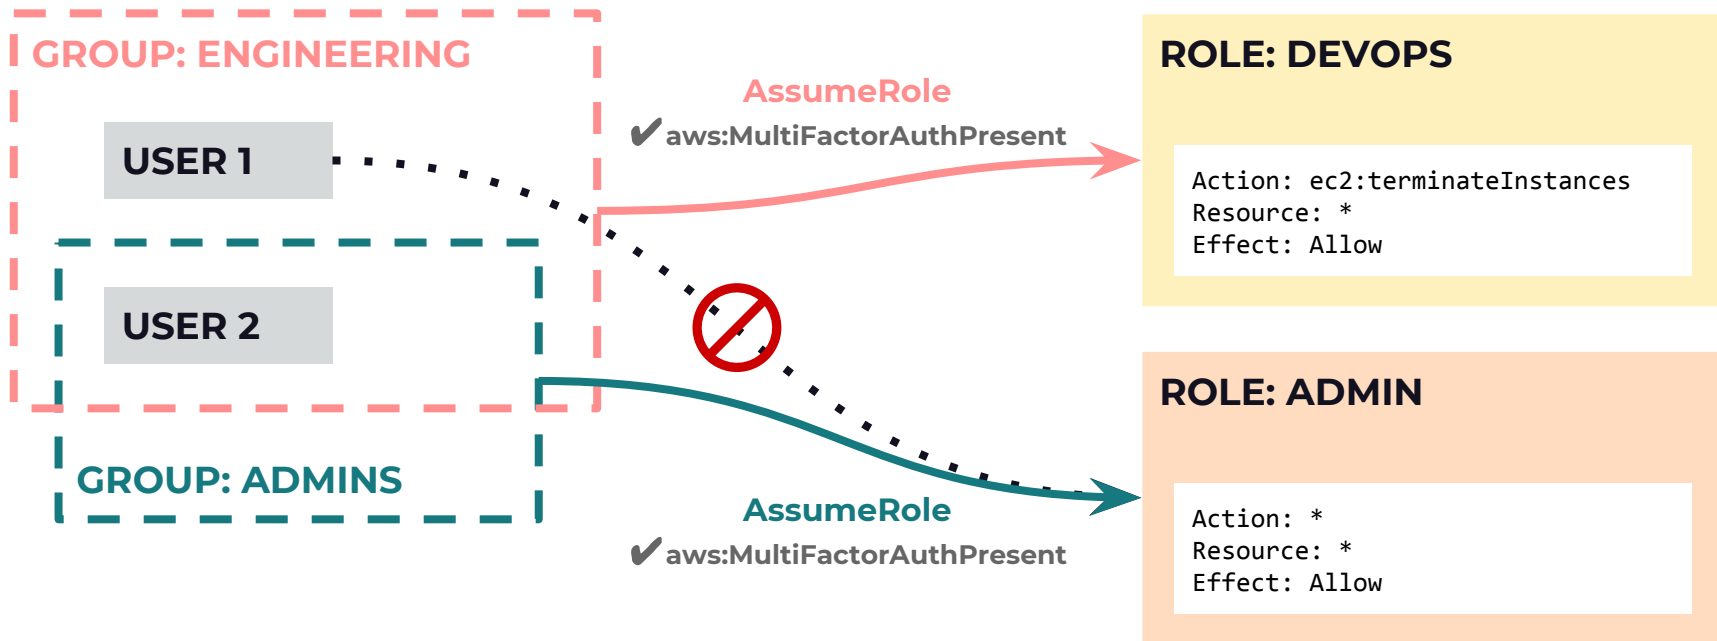 GROUP: ENGINEERING
USER 1
USER 2
GROUP: ADMINS
AssumeRole
✔ aws:MultiFactorAuthPresent
AssumeRole
✔ aws:MultiFactorAuthPresent
ROLE: DEVOPS
Action: ec2:terminateInstances
Resource: *
Effect: Allow
ROLE: ADMIN
Action: *
Resource: *
Effect: Allow